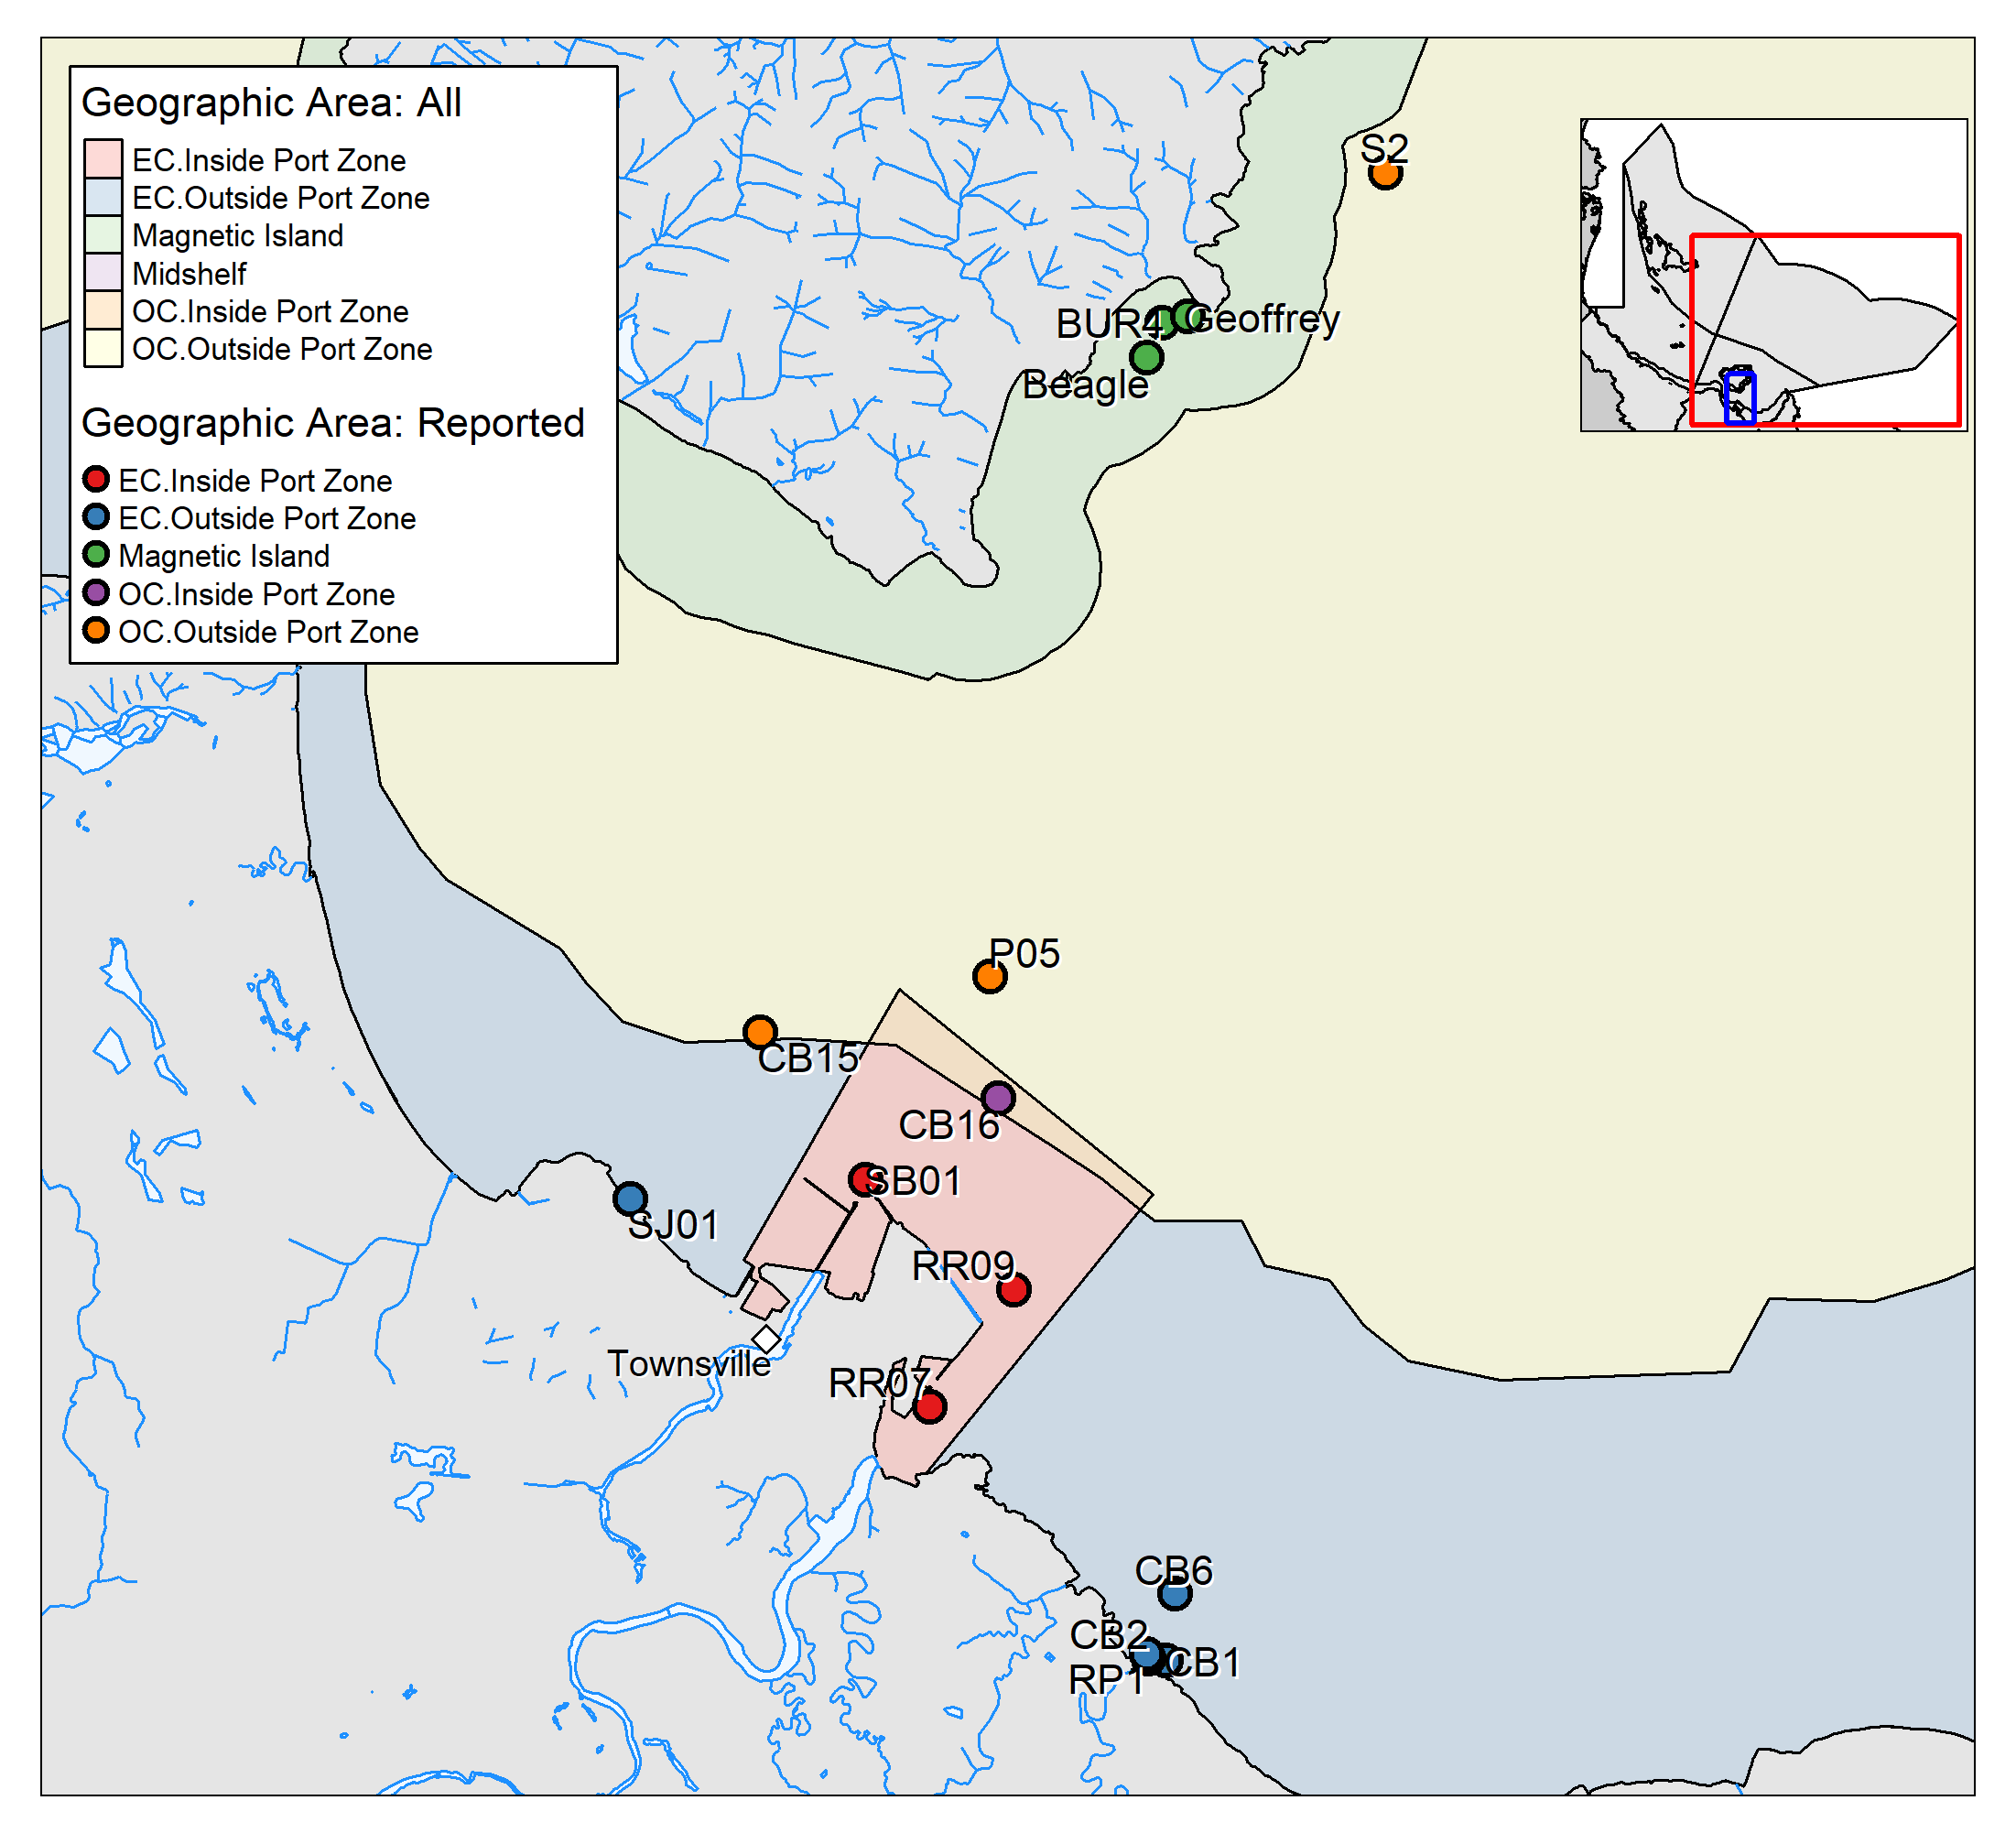 Geographic Area: All
EC.Inside Port Zone
EC.Outside Port Zone
Magnetic Island
Midshelf
OC.Inside Port Zone
OC.Outside Port Zone
Geographic Area: Reported
EC.Inside Port Zone
EC.Outside Port Zone
Magnetic Island
OC.Inside Port Zone
OC.Outside Port Zone
S2
BUR4
Geoffrey
Beagle
P05
CB15
CB16
SB01
SJ01
RR09
Townsville
RR07
CB6
CB2
CB1
RP1